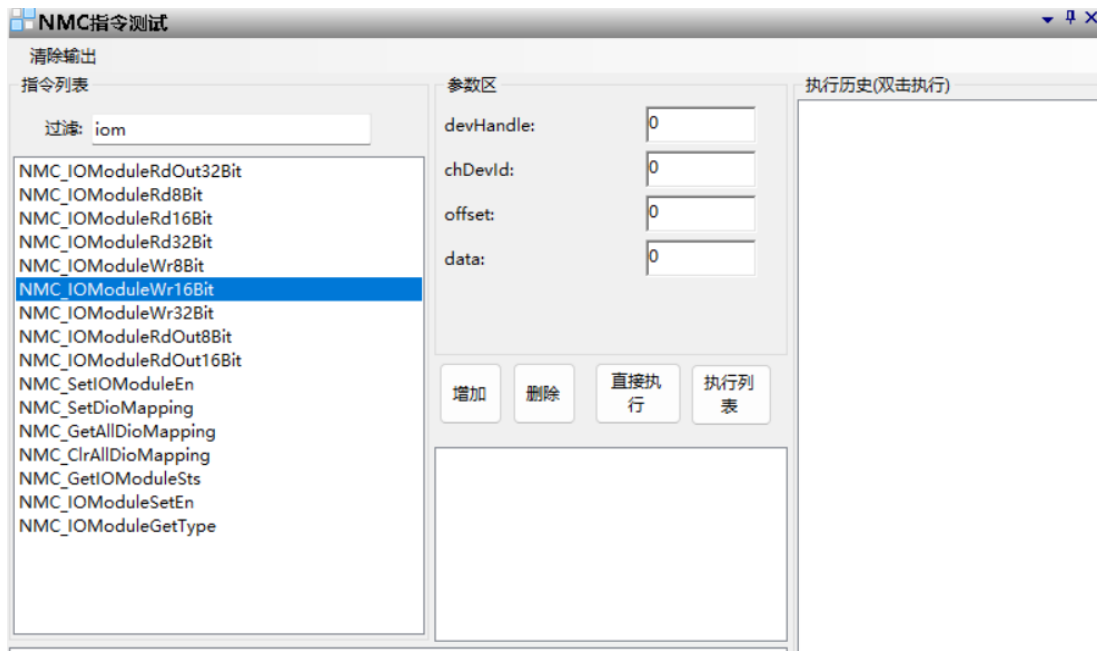 NMC指令测试
清除输出
指令列表
过滤:
iom
NMC_IOModuleRdOut32Bit
NMC_IOModuleRd8Bit
NMC_IOModuleRd16Bit
NMC_IOModuleRd32Bit
NMC_IOModuleWr8Bit
NMC_IOModuleWr16Bit
NMC_IOModuleWr32Bit
NMC_IOModuleRdOut8Bit
NMC_IOModuleRdOut16Bit
NMC_SetIOModuleEn
NMC_SetDioMapping
NMC_GetAllDioMapping
NMC_ClrAllDioMapping
NMC_GetIOModuleSts
NMC_IOModuleSetEn
NMC_IOModuleGetType
参数区
devHandle: 0
chDevId: 0
offset: 0
data: 0
增加
删除
直接执
行
执行列
表
执行历史(双击执行)